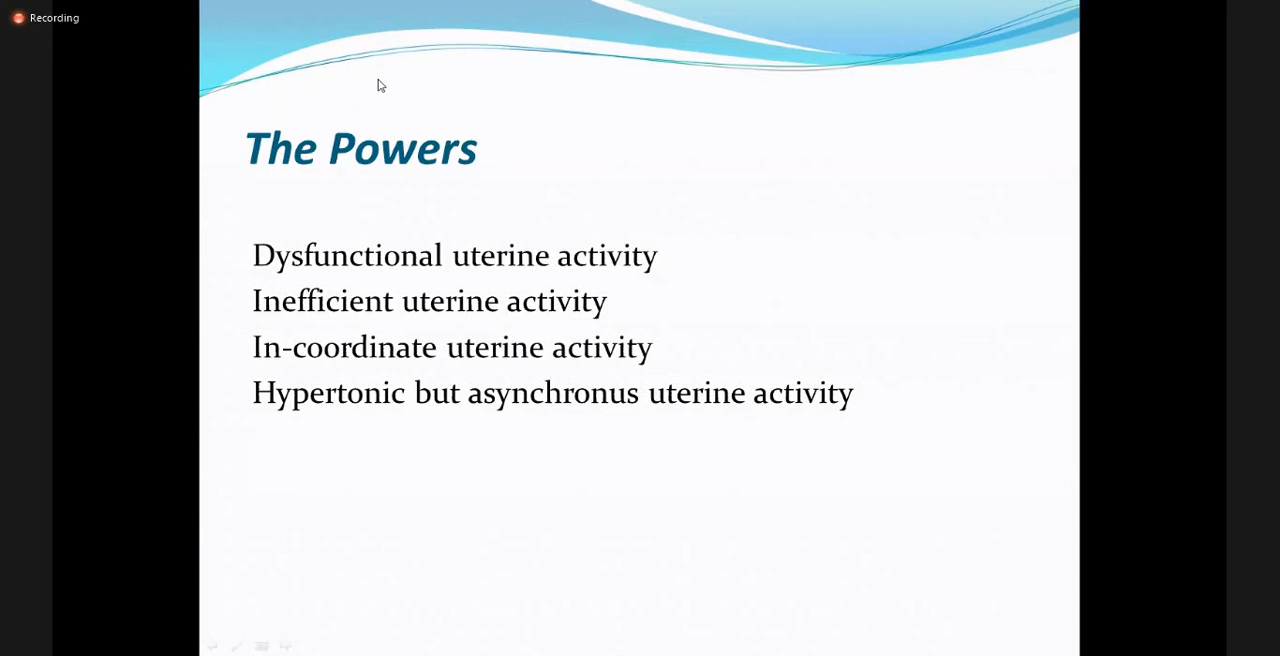 Recording
The Powers
Dysfunctional uterine activity
Inefficient uterine activity
In-coordinate uterine activity
Hypertonic but asynchronus uterine activity